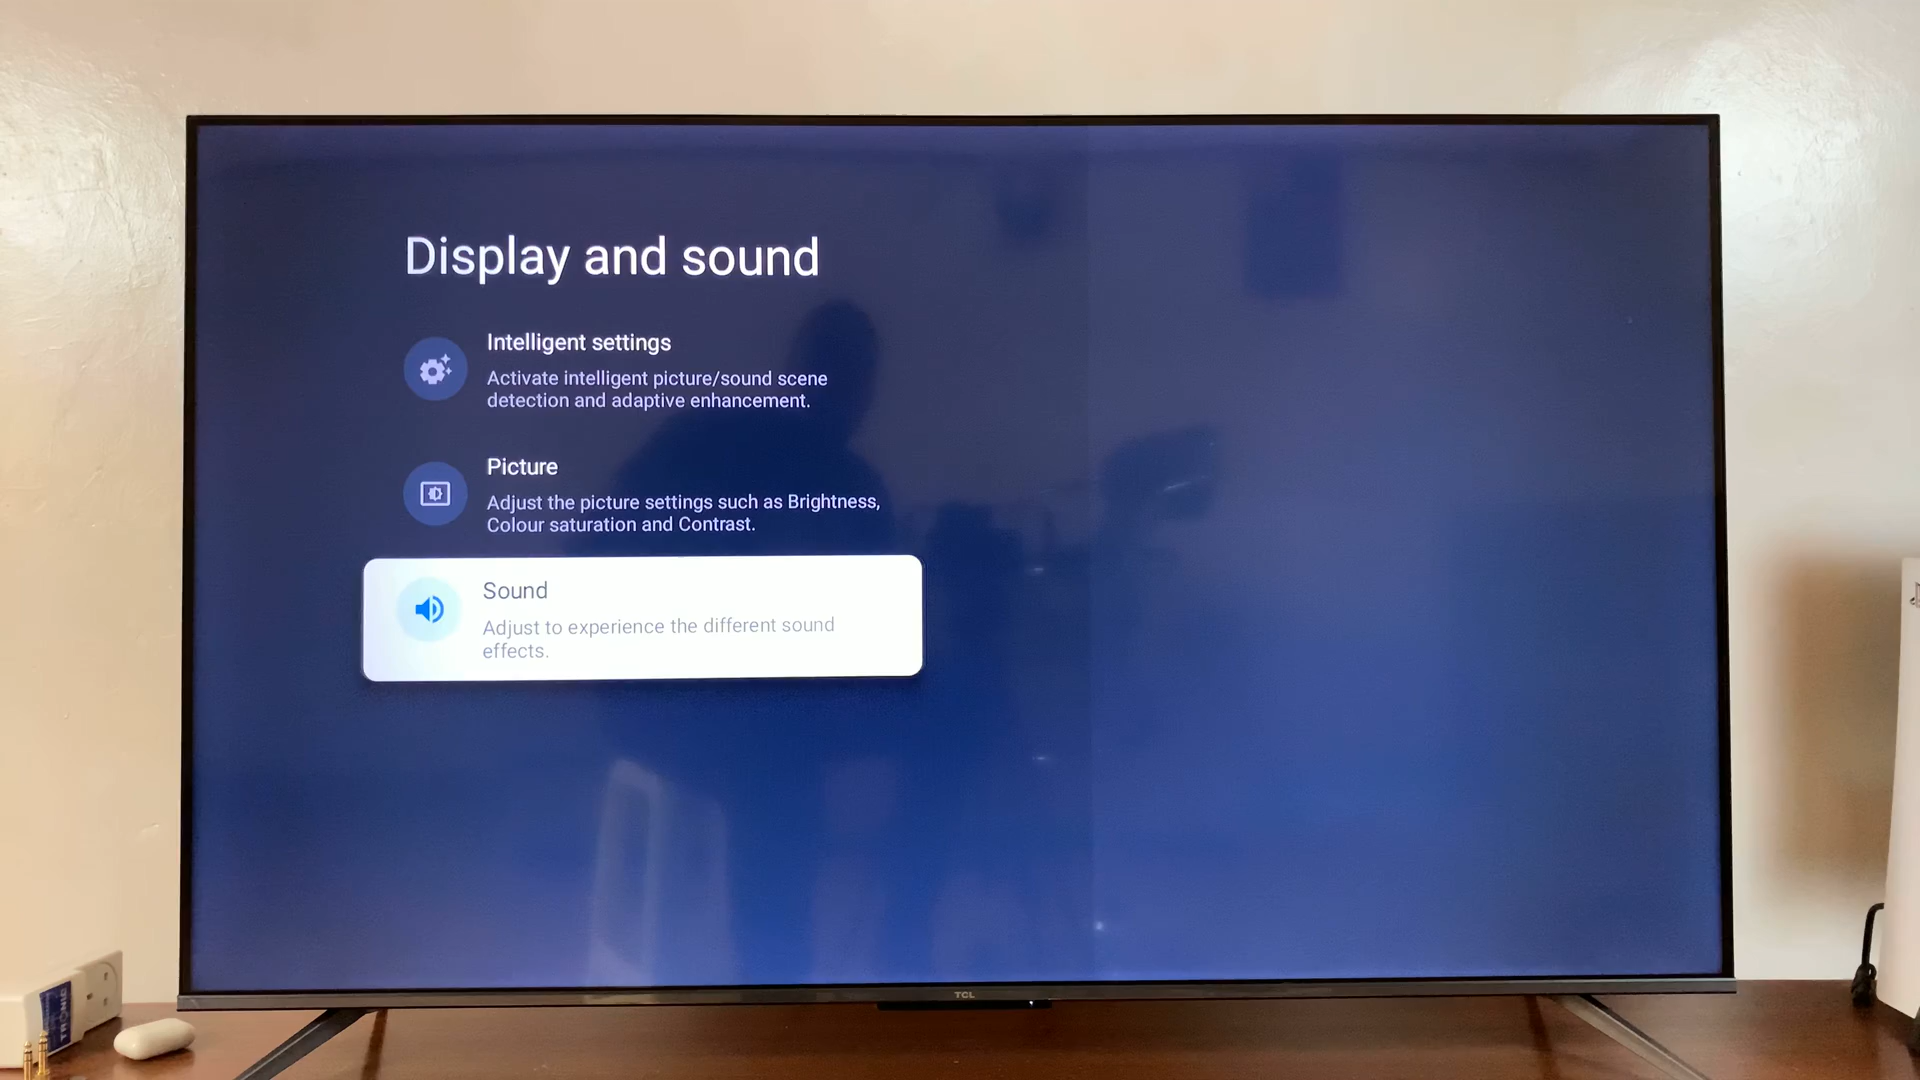 Display and sound
Intelligent settings
Activate intelligent picture/sound scene
detection and adaptive enhancement.
Picture
Adjust the picture settings such as Brightness,
Colour saturation and Contrast.
Sound
Adjust to experience the different sound
effects.
TCL
TRONIC